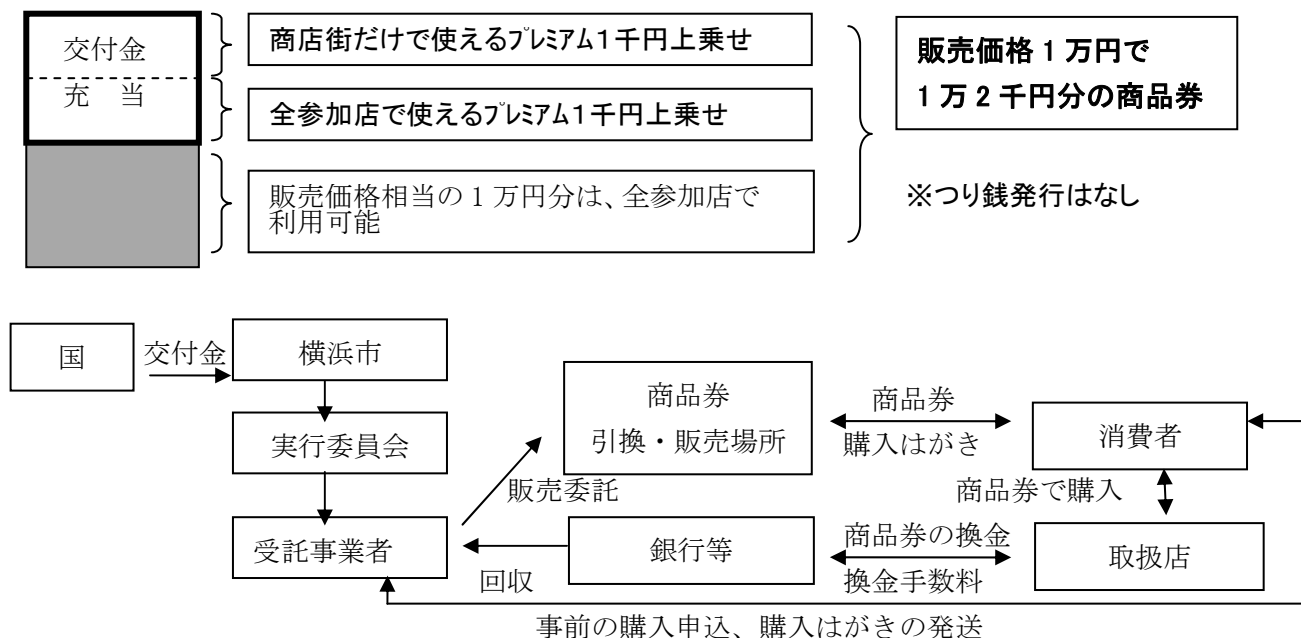 交付金
充　当
商店街だけで使えるプレミアム１千円上乗せ
全参加店で使えるプレミアム１千円上乗せ
販売価格相当の１万円分は、全参加店で
利用可能
販売価格１万円で
１万２千円分の商品券
※つり銭発行はなし
国
交付金
横浜市
実行委員会
受託事業者
販売委託
商品券
引換・販売場所
商品券
購入はがき
消費者
商品券で購入
回収
銀行等
商品券の換金
換金手数料
取扱店
事前の購入申込、購入はがきの発送